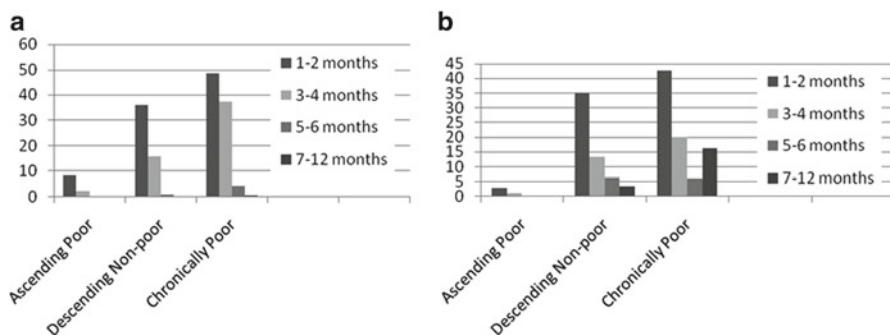 a
60
50
40
30
20
10
0
1-2 months
3-4 months
5-6 months
7-12 months
Ascending Poor
Descending Non-poor
Chronically Poor
b
45
40
35
30
25
20
15
10
5
0
1-2 months
3-4 months
5-6 months
7-12 months
Ascending Poor
Descending Non-poor
Chronically Poor